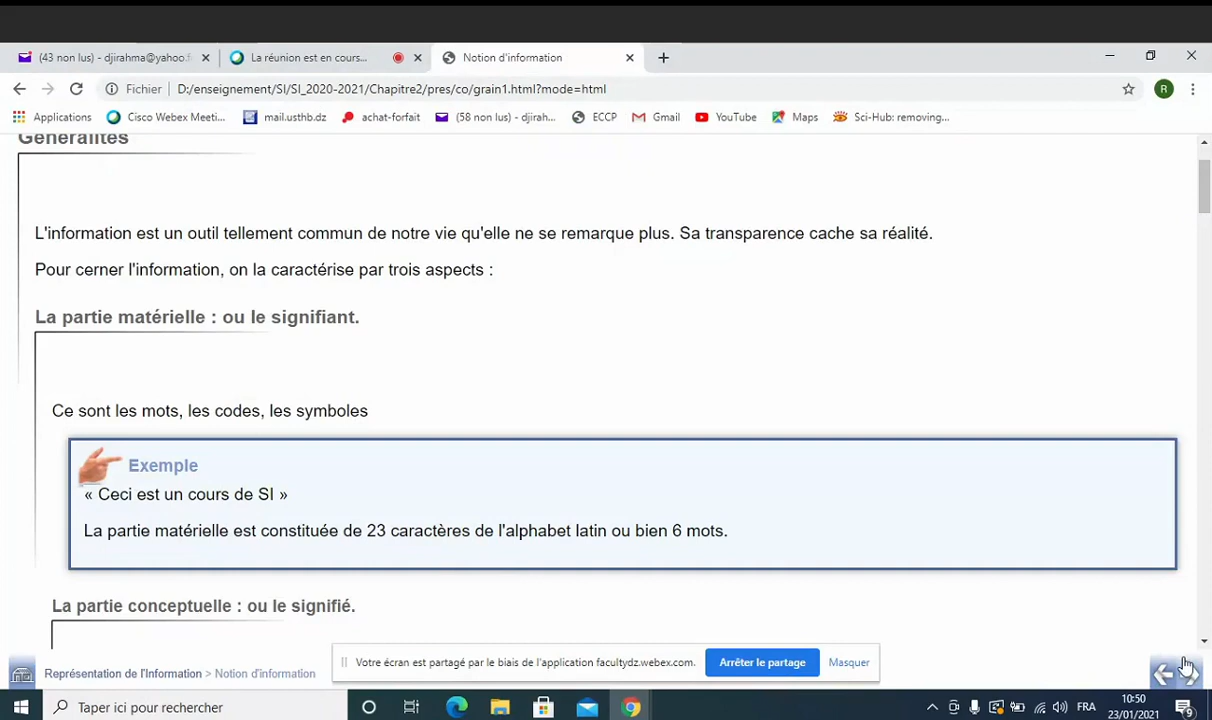 (43 non lus) - djirahma@yahoo.f
La réunion est en cours...
Notion d'information
Fichier
D:/enseignement/SI/SI_2020-2021/Chapitre2/pres/co/grain1.html?mode=html
R
Applications
Cisco Webex Meeti...
mail.usthb.dz
achat-forfait
(58 non lus) - djirah...
ECCP
Gmail
YouTube
Maps
Sci-Hub: removing...
Généralités
L'information est un outil tellement commun de notre vie qu'elle ne se remarque plus. Sa transparence cache sa réalité.
Pour cerner l'information, on la caractérise par trois aspects :
La partie matérielle : ou le signifiant.
Ce sont les mots, les codes, les symboles
Exemple
« Ceci est un cours de SI »
La partie matérielle est constituée de 23 caractères de l'alphabet latin ou bien 6 mots.
La partie conceptuelle : ou le signifié.
Votre écran est partagé par le biais de l'application facultydz.webex.com.
Arrêter le partage
Masquer
Représentation de l'Information > Notion d'information
Taper ici pour rechercher
FRA
10:50
23/01/2021
9